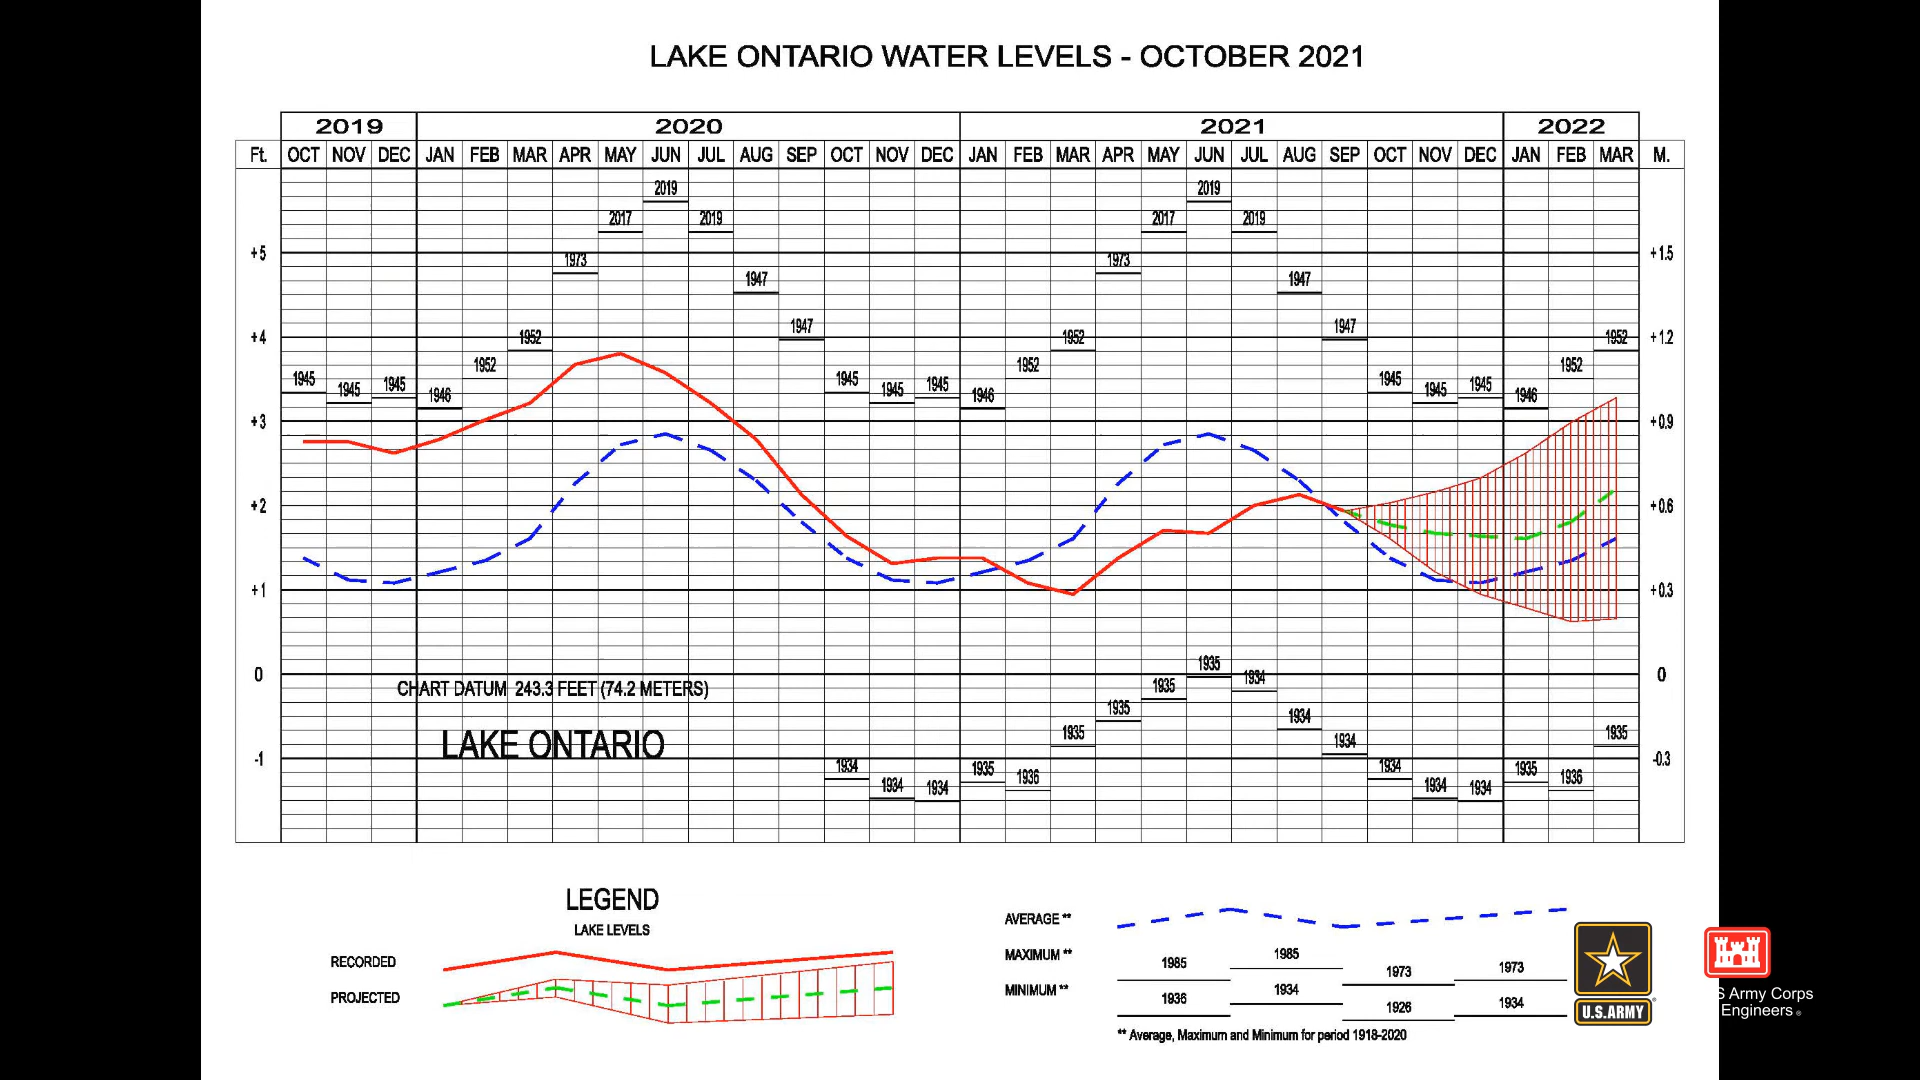 LAKE ONTARIO WATER LEVELS - OCTOBER 2021
2019 2020 2021 2022
Ft. OCT NOV DEC JAN FEB MAR APR MAY JUN JUL AUG SEP OCT NOV DEC JAN FEB MAR APR MAY JUN JUL AUG SEP OCT NOV DEC JAN FEB MAR M.
2019 2019
2017 2019 2017 2019
+5 1973 1973 +1.5
1947 1947
1947 1947
+4 1952 1952 1952 +1.2
1952 1952 1952
1945 1945 1945 1946 1945 1945 1945 1946 1945 1945 1945 1946
+3 +0.9
+2 +0.6
+1 +0.3
1935
0 1934 0
CHART DATUM 243.3 FEET (74.2 METERS) 1935
1935 1934
LAKE ONTARIO 1935 1934 1935
-1 1934 1935 1936 1934 1935 1936 -0.3
1934 1934 1934 1934
LEGEND
LAKE LEVELS
RECORDED
PROJECTED
AVERAGE **
MAXIMUM ** 1985 1985 1973 1973
MINIMUM ** 1936 1934 1926 1934
** Average, Maximum and Minimum for period 1918-2020
U.S.ARMY
S Army Corps
Engineers®